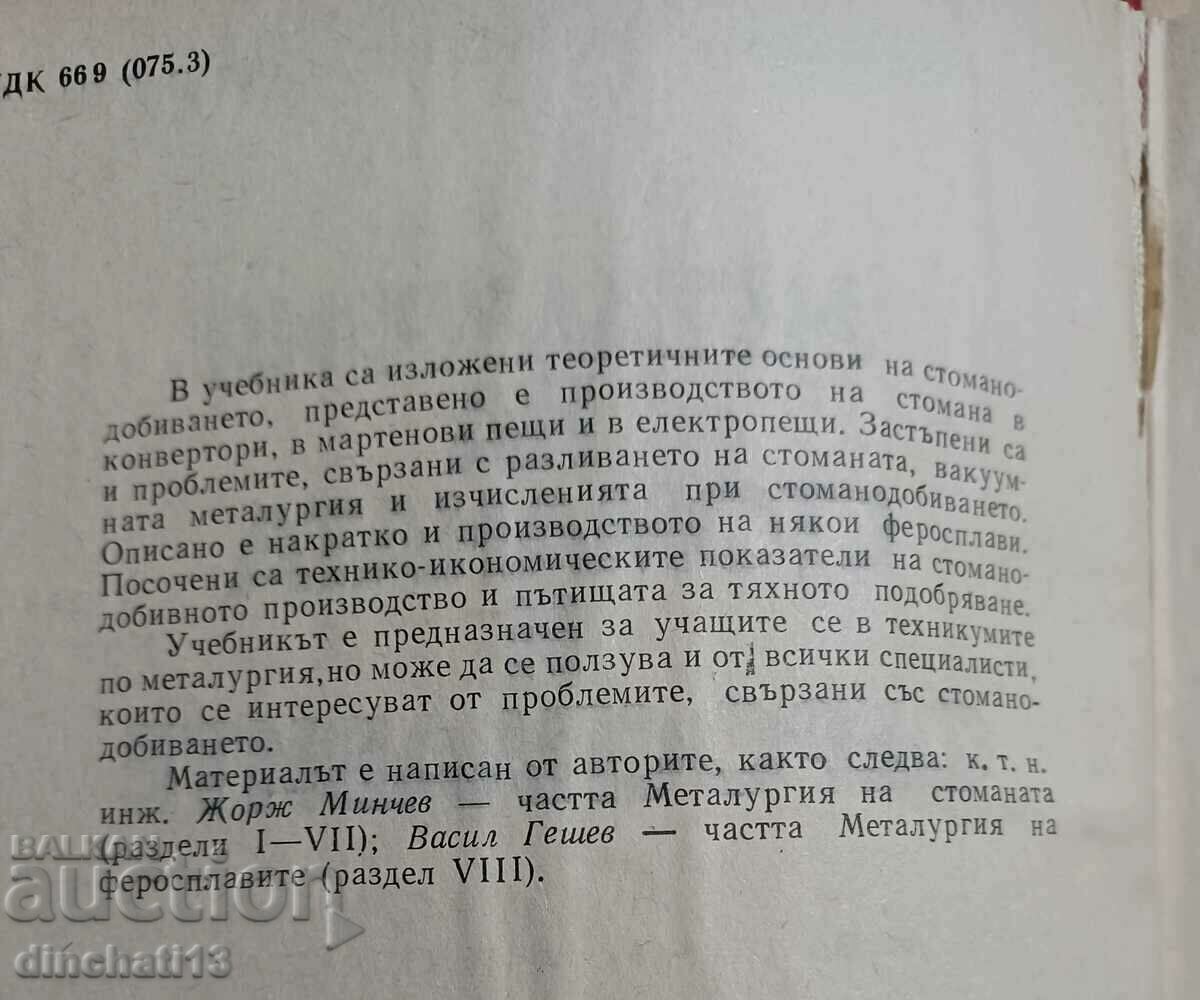 УДК 669 (075.3)
В учебника са изложени теоретичните основи на стомано-
добиването, представено е производството на стомана в
конвертори, в мартенови пещи и в електропещи. Застъпени са
и проблемите, свързани с разливането на стоманата, вакуум-
ната металургия и изчисленията при стоманодобиването.
Описано е накратко и производството на някои феросплави.
Посочени са технико-икономическите показатели на стомано-
добивното производство и пътищата за тяхното подобряване.
Учебникът е предназначен за учащите се в техникумите
по металургия, но може да се ползува и от всички специалисти,
които се интересуват от проблемите, свързани със стомано-
добиването.
Материалът е написан от авторите, както следва: к. т. н.
инж. Жорж Минчев — частта Металургия на стоманата
(раздели I—VII); Васил Гешев — частта Металургия на
феросплавите (раздел VIII).
BALKAN
auction
dinchati13